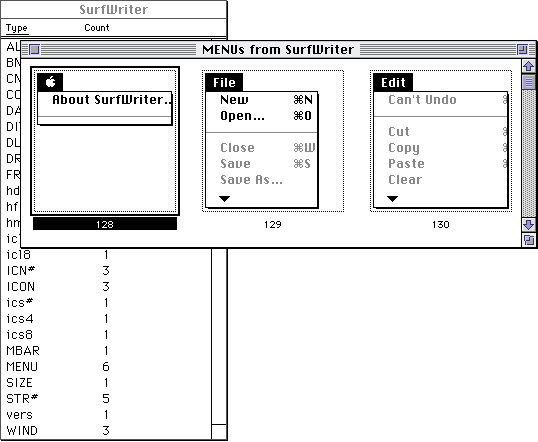 SurfWriter
Type Count
MENUs from SurfWriter
About SurfWriter..
128
File
New ⌘N
Open... ⌘O
Close ⌘W
Save ⌘S
Save As...
129
Edit
Can't Undo
Cut
Copy
Paste
Clear
130
AL
BN
CN
CO
DA
DI
DL
DR
FR
hd
hf
hm
icl
icl8 1
ICN# 3
ICON 3
ics# 1
ics4 1
ics8 1
MBAR 1
MENU 6
SIZE 1
STR# 5
vers 1
WIND 3